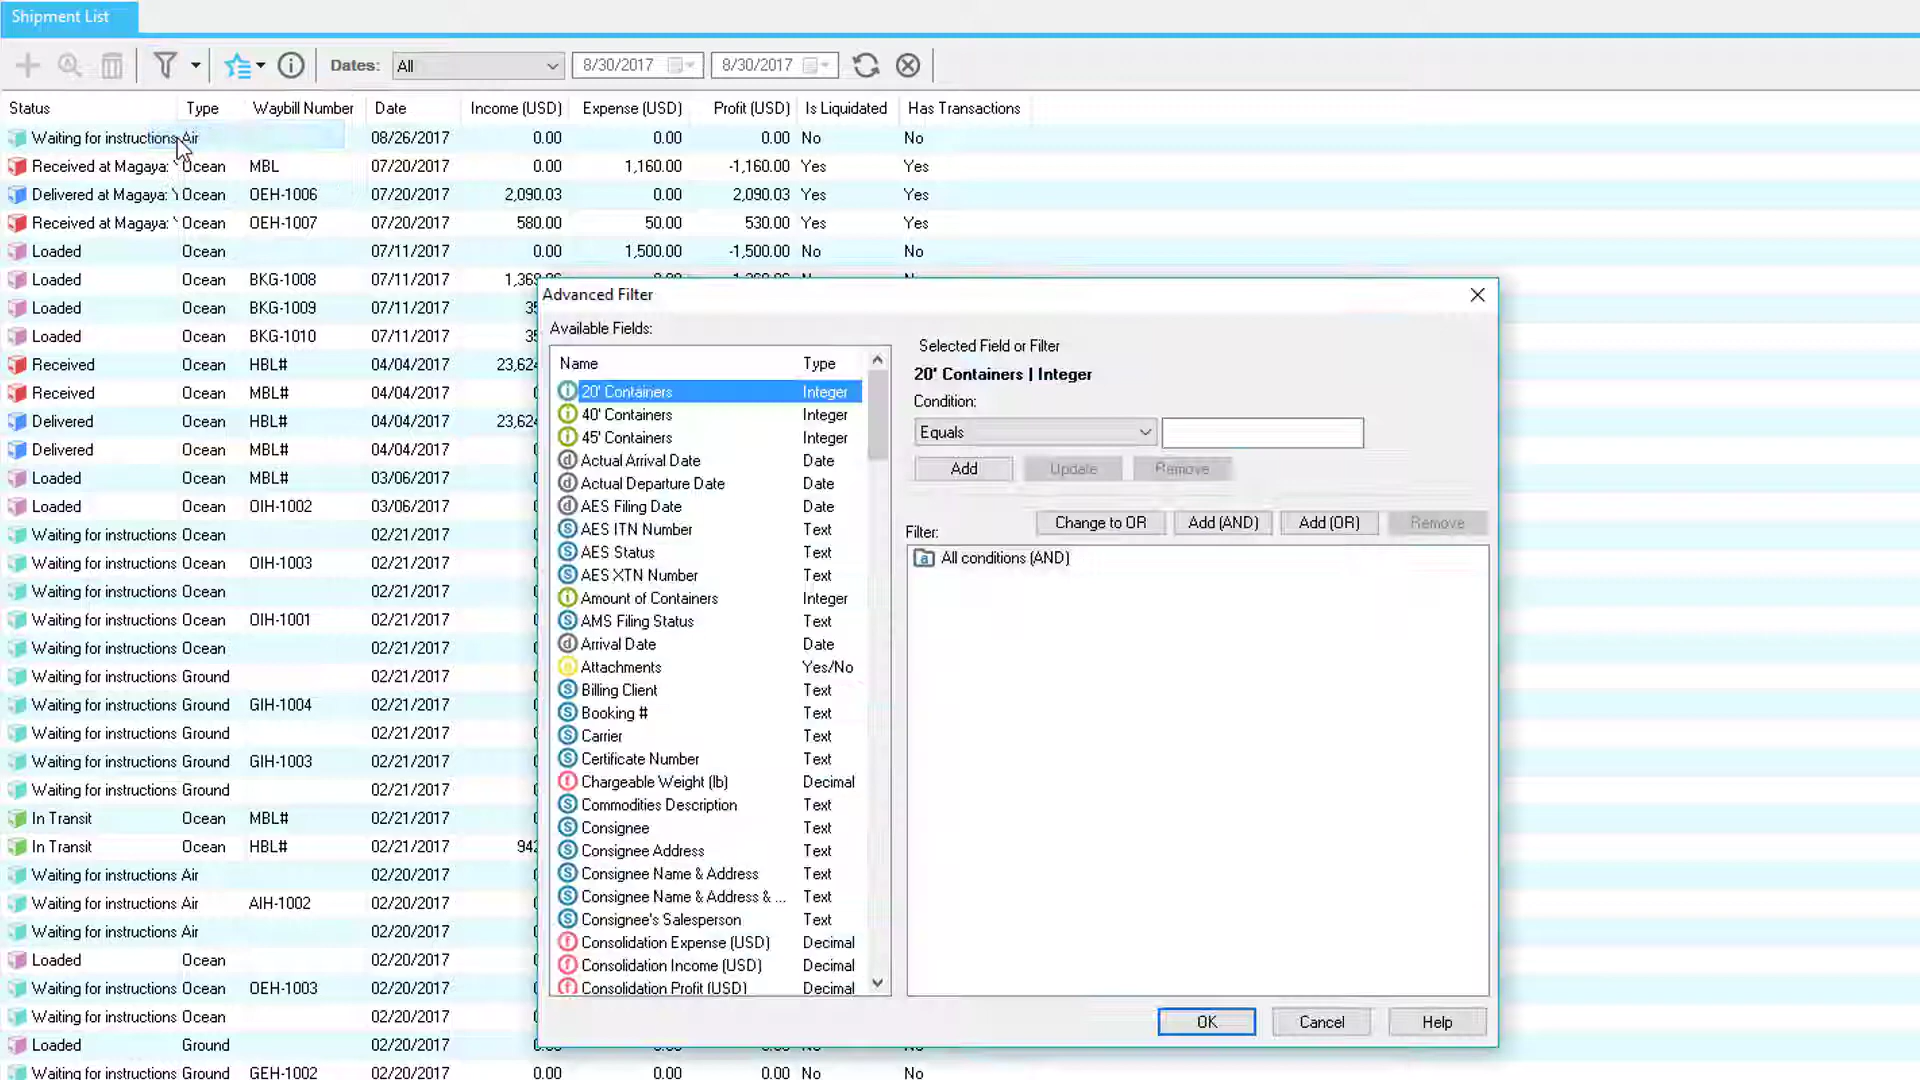 Shipment List
Dates: All 8/30/2017 8/30/2017
Status Type Waybill Number Date Income (USD) Expense (USD) Profit (USD) Is Liquidated Has Transactions
Waiting for instructions Air 08/26/2017 0.00 0.00 0.00 No No
Received at Magaya: Ocean MBL 07/20/2017 0.00 1,160.00 -1,160.00 Yes Yes
Delivered at Magaya: Ocean OEH-1006 07/20/2017 2,090.03 0.00 2,090.03 Yes Yes
Received at Magaya: Ocean OEH-1007 07/20/2017 580.00 50.00 530.00 Yes Yes
Loaded Ocean 07/11/2017 0.00 1,500.00 -1,500.00 No No
Loaded Ocean BKG-1008 07/11/2017
Loaded Ocean BKG-1009 07/11/2017
Loaded Ocean BKG-1010 07/11/2017
Received Ocean HBL# 04/04/2017 23,624
Received Ocean MBL# 04/04/2017
Delivered Ocean HBL# 04/04/2017 23,624
Delivered Ocean MBL# 04/04/2017
Loaded Ocean MBL# 03/06/2017
Loaded Ocean OIH-1002 03/06/2017
Waiting for instructions Ocean 02/21/2017
Waiting for instructions Ocean OIH-1003 02/21/2017
Waiting for instructions Ocean 02/21/2017
Waiting for instructions Ocean OIH-1001 02/21/2017
Waiting for instructions Ocean 02/21/2017
Waiting for instructions Ground 02/21/2017
Waiting for instructions Ground GIH-1004 02/21/2017
Waiting for instructions Ground 02/21/2017
Waiting for instructions Ground GIH-1003 02/21/2017
Waiting for instructions Ground 02/21/2017
In Transit Ocean MBL# 02/21/2017
In Transit Ocean HBL# 02/21/2017 942
Waiting for instructions Air 02/20/2017
Waiting for instructions Air AIH-1002 02/20/2017
Waiting for instructions Air 02/20/2017
Loaded Ocean 02/20/2017
Waiting for instructions Ocean OEH-1003 02/20/2017
Waiting for instructions Ocean 02/20/2017
Loaded Ground 02/20/2017
Waiting for instructions Ground GEH-1002 02/20/2017 0.00 0.00 0.00 No No
Advanced Filter
Available Fields:
Name Type
20' Containers Integer
40' Containers Integer
45' Containers Integer
Actual Arrival Date Date
Actual Departure Date Date
AES Filing Date Date
AES ITN Number Text
AES Status Text
AES XTN Number Text
Amount of Containers Integer
AMS Filing Status Text
Arrival Date Date
Attachments Yes/No
Billing Client Text
Booking # Text
Carrier Text
Certificate Number Text
Chargeable Weight (lb) Decimal
Commodities Description Text
Consignee Text
Consignee Address Text
Consignee Name & Address Text
Consignee Name & Address & ... Text
Consignee's Salesperson Text
Consolidation Expense (USD) Decimal
Consolidation Income (USD) Decimal
Consolidation Profit (USD) Decimal
Selected Field or Filter
20' Containers | Integer
Condition:
Equals
Add Update Remove
Filter: Change to OR Add (AND) Add (OR) Remove
All conditions (AND)
OK Cancel Help